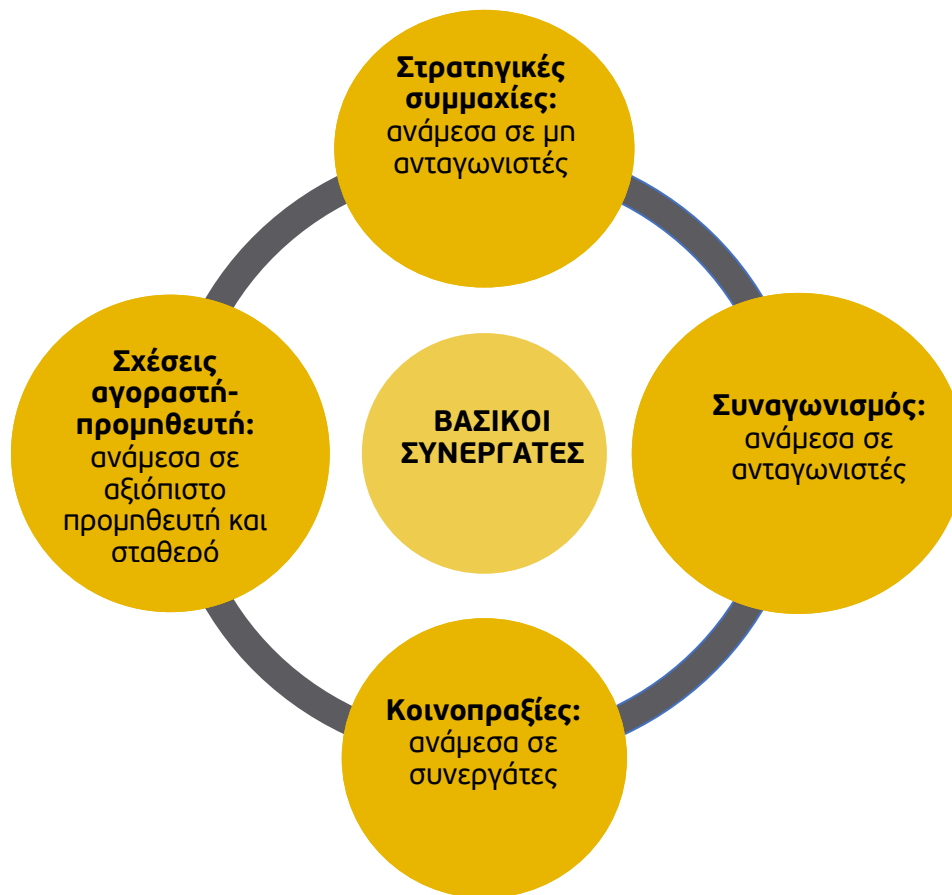 Στρατηγικές
συμμαχίες:
ανάμεσα σε μη
ανταγωνιστές
Σχέσεις
αγοραστή-
προμηθευτή:
ανάμεσα σε
αξιόπιστο
προμηθευτή και
σταθερό
ΒΑΣΙΚΟΙ
ΣΥΝΕΡΓΑΤΕΣ
Συναγωνισμός:
ανάμεσα σε
ανταγωνιστές
Κοινοπραξίες:
ανάμεσα σε
συνεργάτες